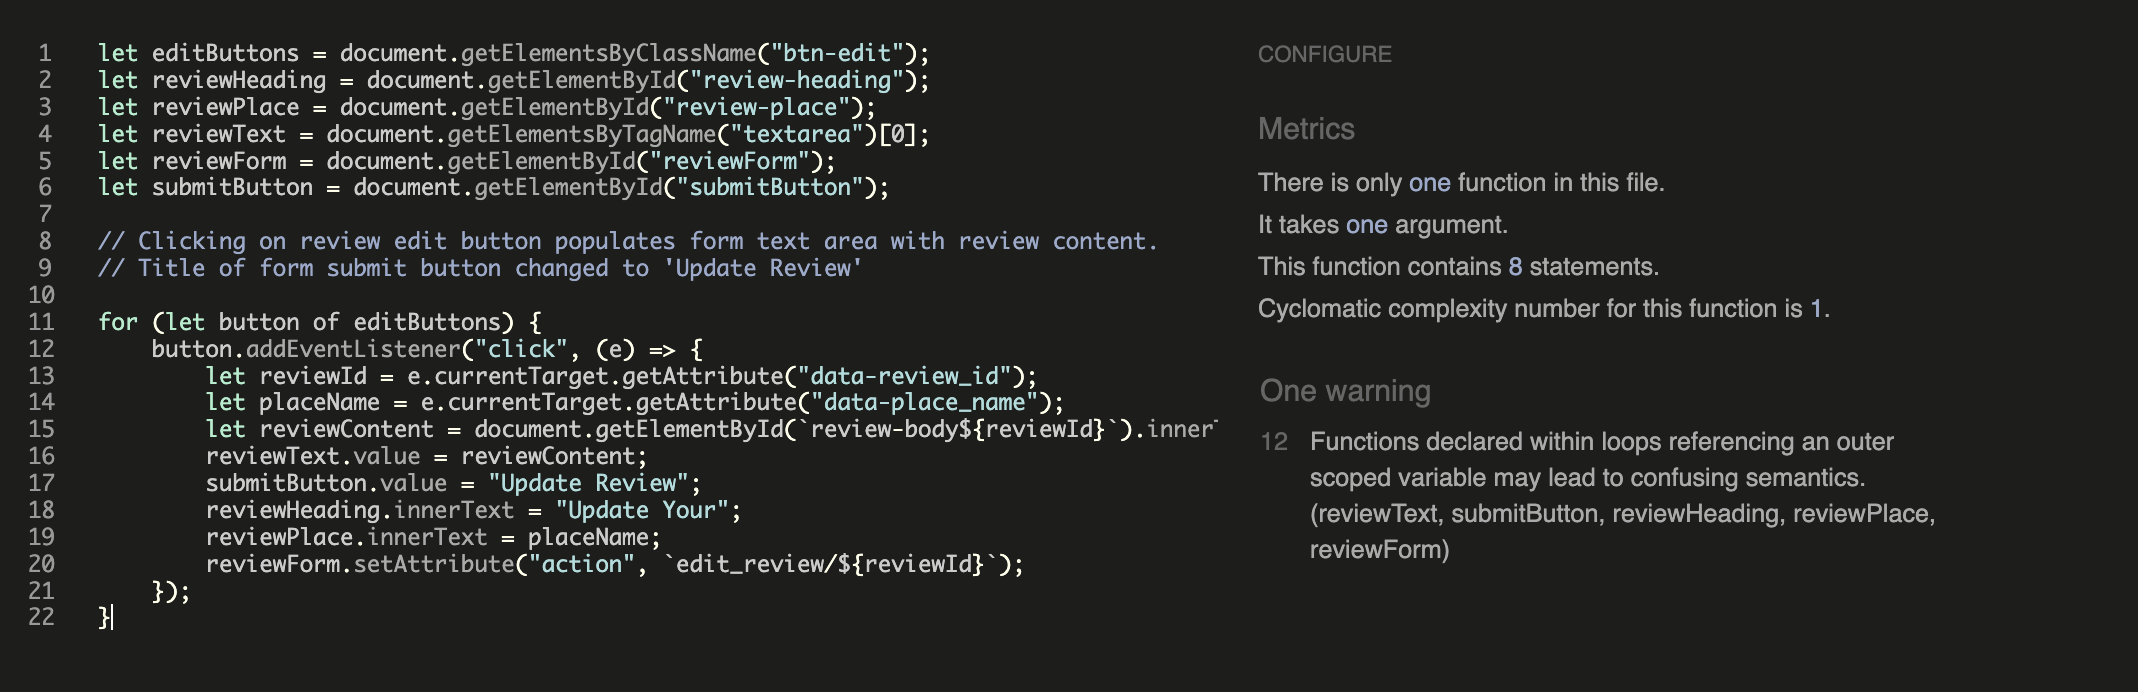 1 let editButtons = document.getElementsByClassName("btn-edit");
2 let reviewHeading = document.getElementById("review-heading");
3 let reviewPlace = document.getElementById("review-place");
4 let reviewText = document.getElementsByTagName("textarea")[0];
5 let reviewForm = document.getElementById("reviewForm");
6 let submitButton = document.getElementById("submitButton");
7
8 // Clicking on review edit button populates form text area with review content.
9 // Title of form submit button changed to 'Update Review'
10
11 for (let button of editButtons) {
12     button.addEventListener("click", (e) => {
13         let reviewId = e.currentTarget.getAttribute("data-review_id");
14         let placeName = e.currentTarget.getAttribute("data-place_name");
15         let reviewContent = document.getElementById(`review-body${reviewId}`).inner
16         reviewText.value = reviewContent;
17         submitButton.value = "Update Review";
18         reviewHeading.innerText = "Update Your";
19         reviewPlace.innerText = placeName;
20         reviewForm.setAttribute("action", `edit_review/${reviewId}`);
21     });
22 }
CONFIGURE
Metrics
There is only one function in this file.
It takes one argument.
This function contains 8 statements.
Cyclomatic complexity number for this function is 1.
One warning
12 Functions declared within loops referencing an outer
scoped variable may lead to confusing semantics.
(reviewText, submitButton, reviewHeading, reviewPlace,
reviewForm)